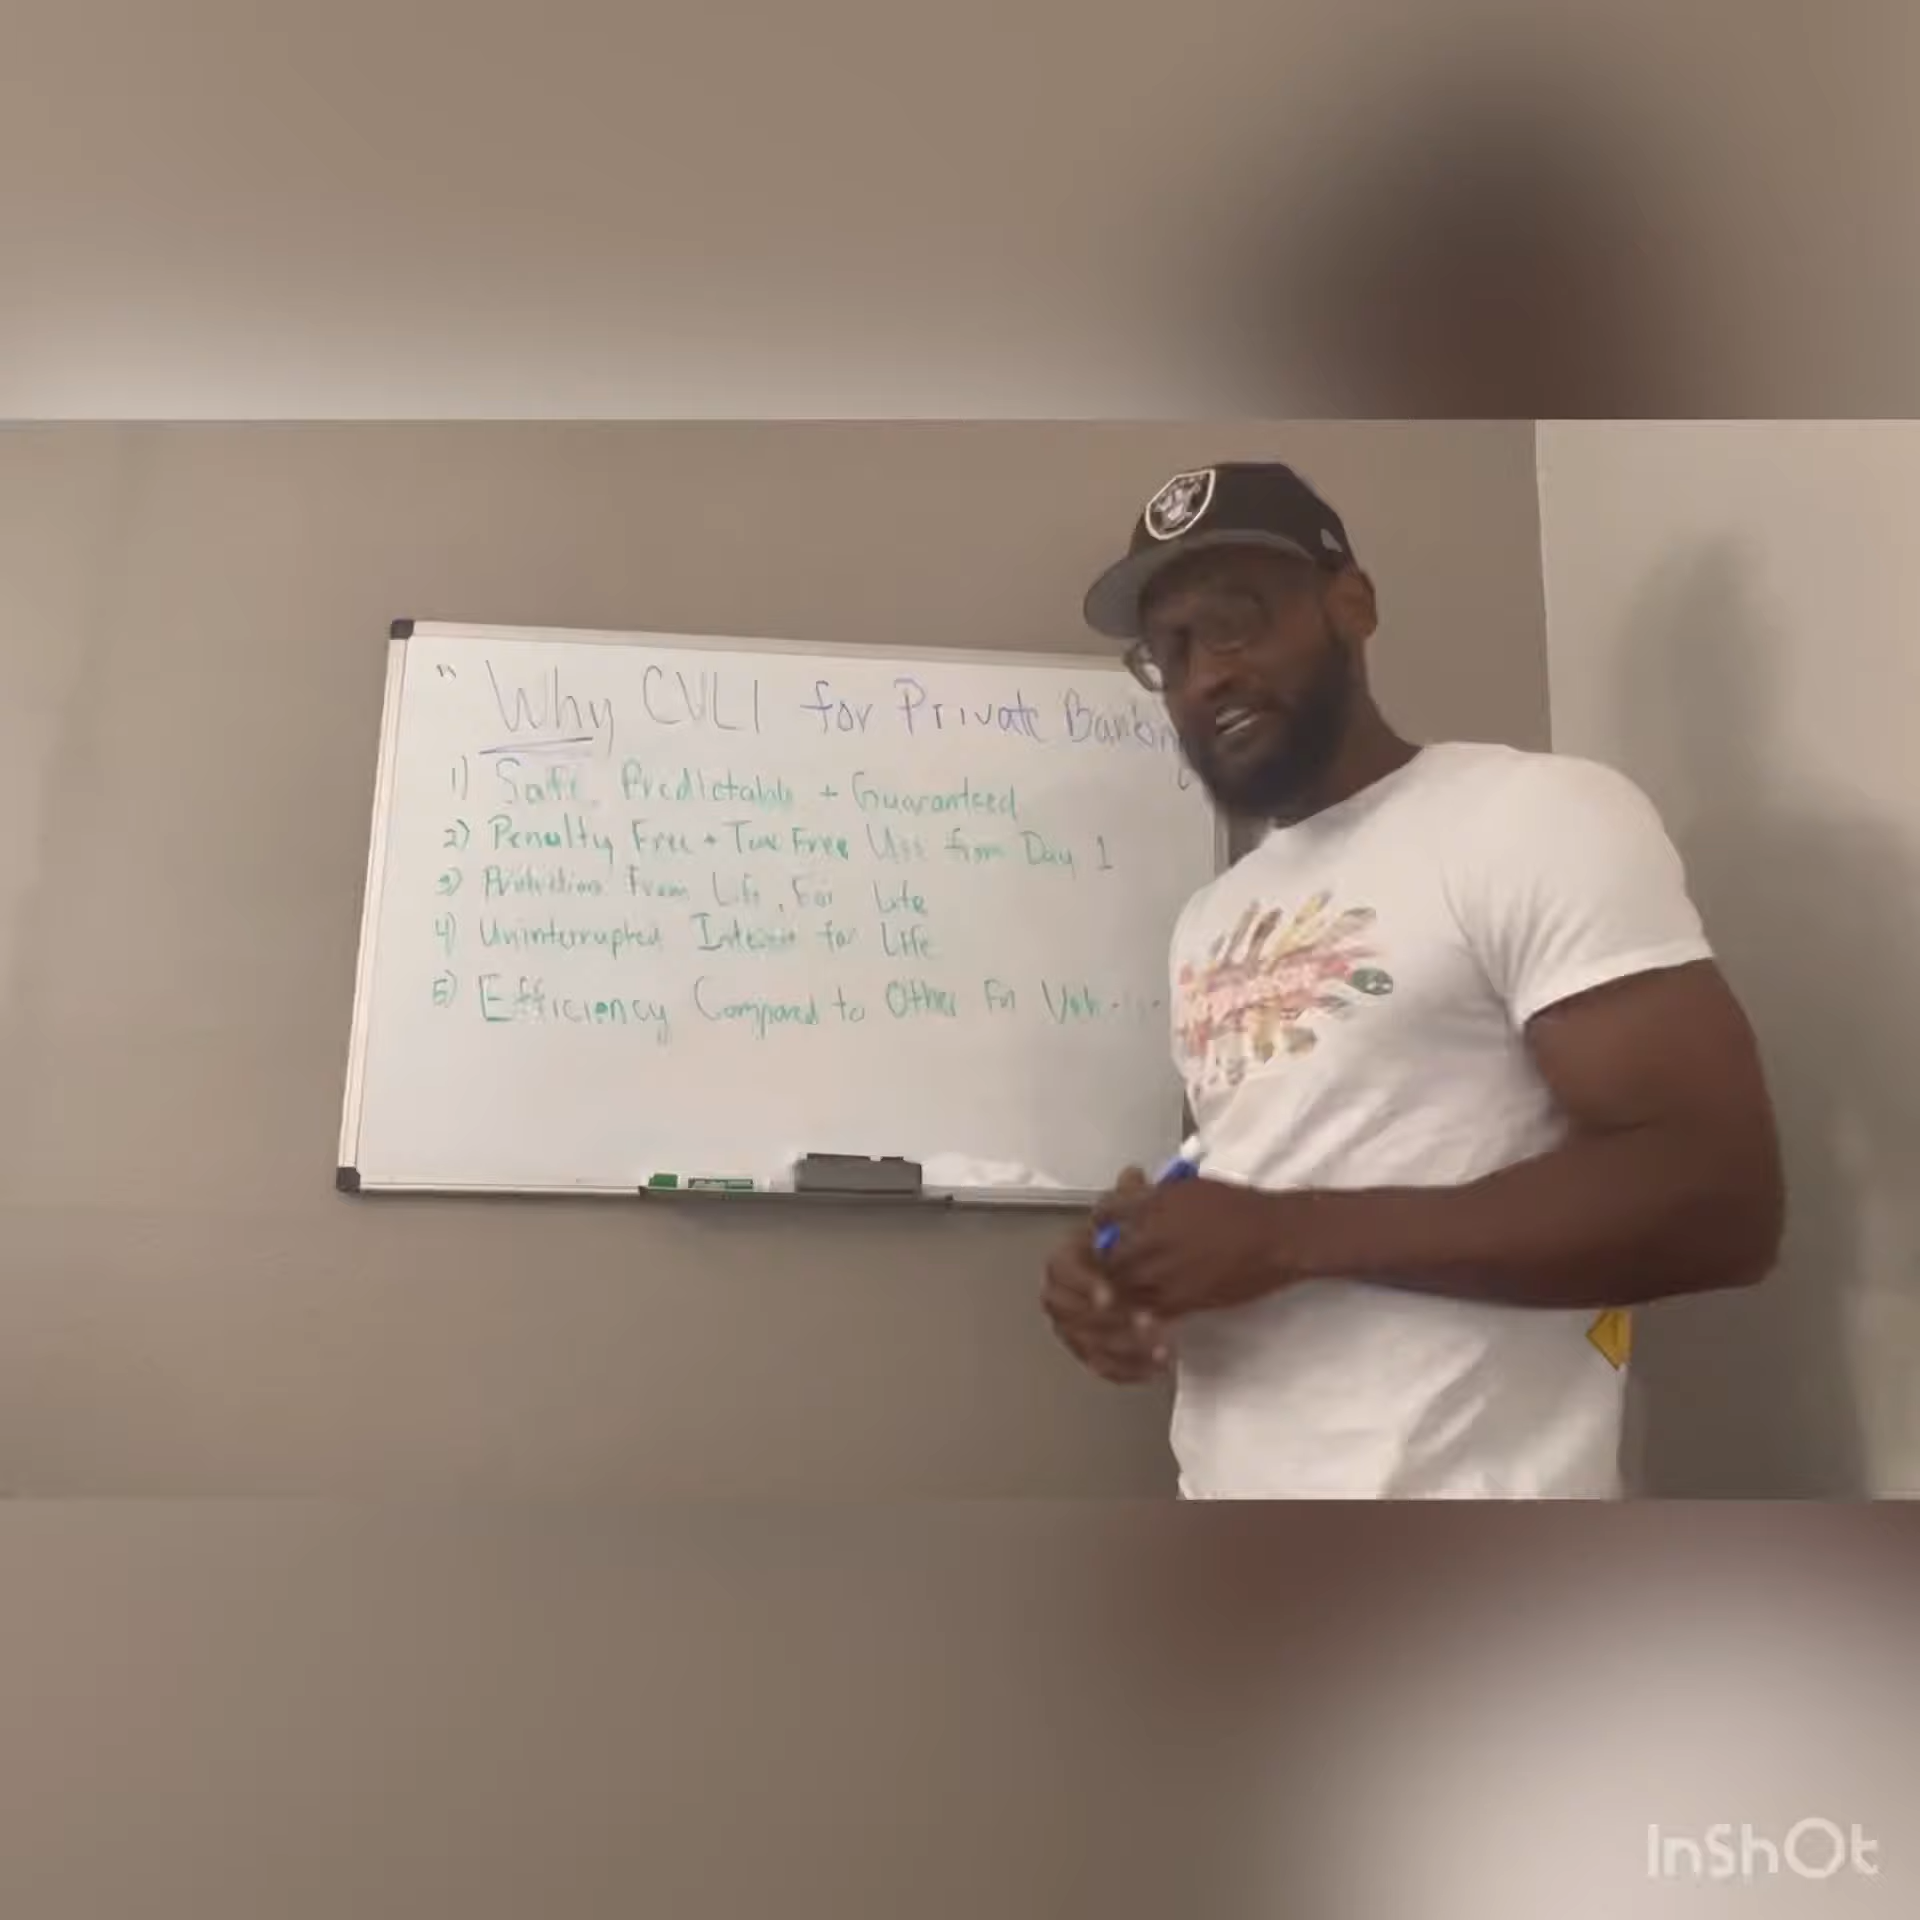 " Why CVLI for Private Banking
1) Safe, Predictable + Guaranteed
2) Penalty Free + Tax Free Use from Day 1
3) Protection From Life, For Life
4) Uninterrupted Interest for Life
5) Efficiency Compared to Other Fin Veh
InShOt